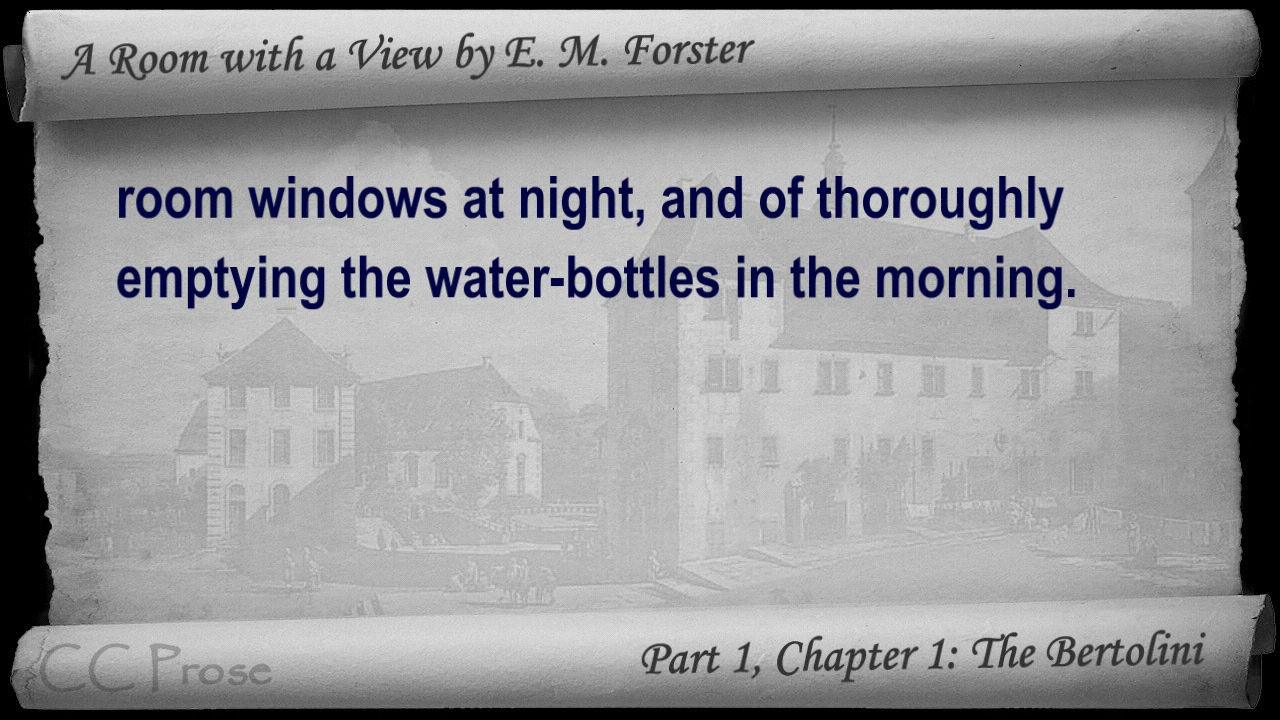 A Room with a View by E. M. Forster
room windows at night, and of thoroughly
emptying the water-bottles in the morning.
CC Prose
Part 1, Chapter 1: The Bertolini